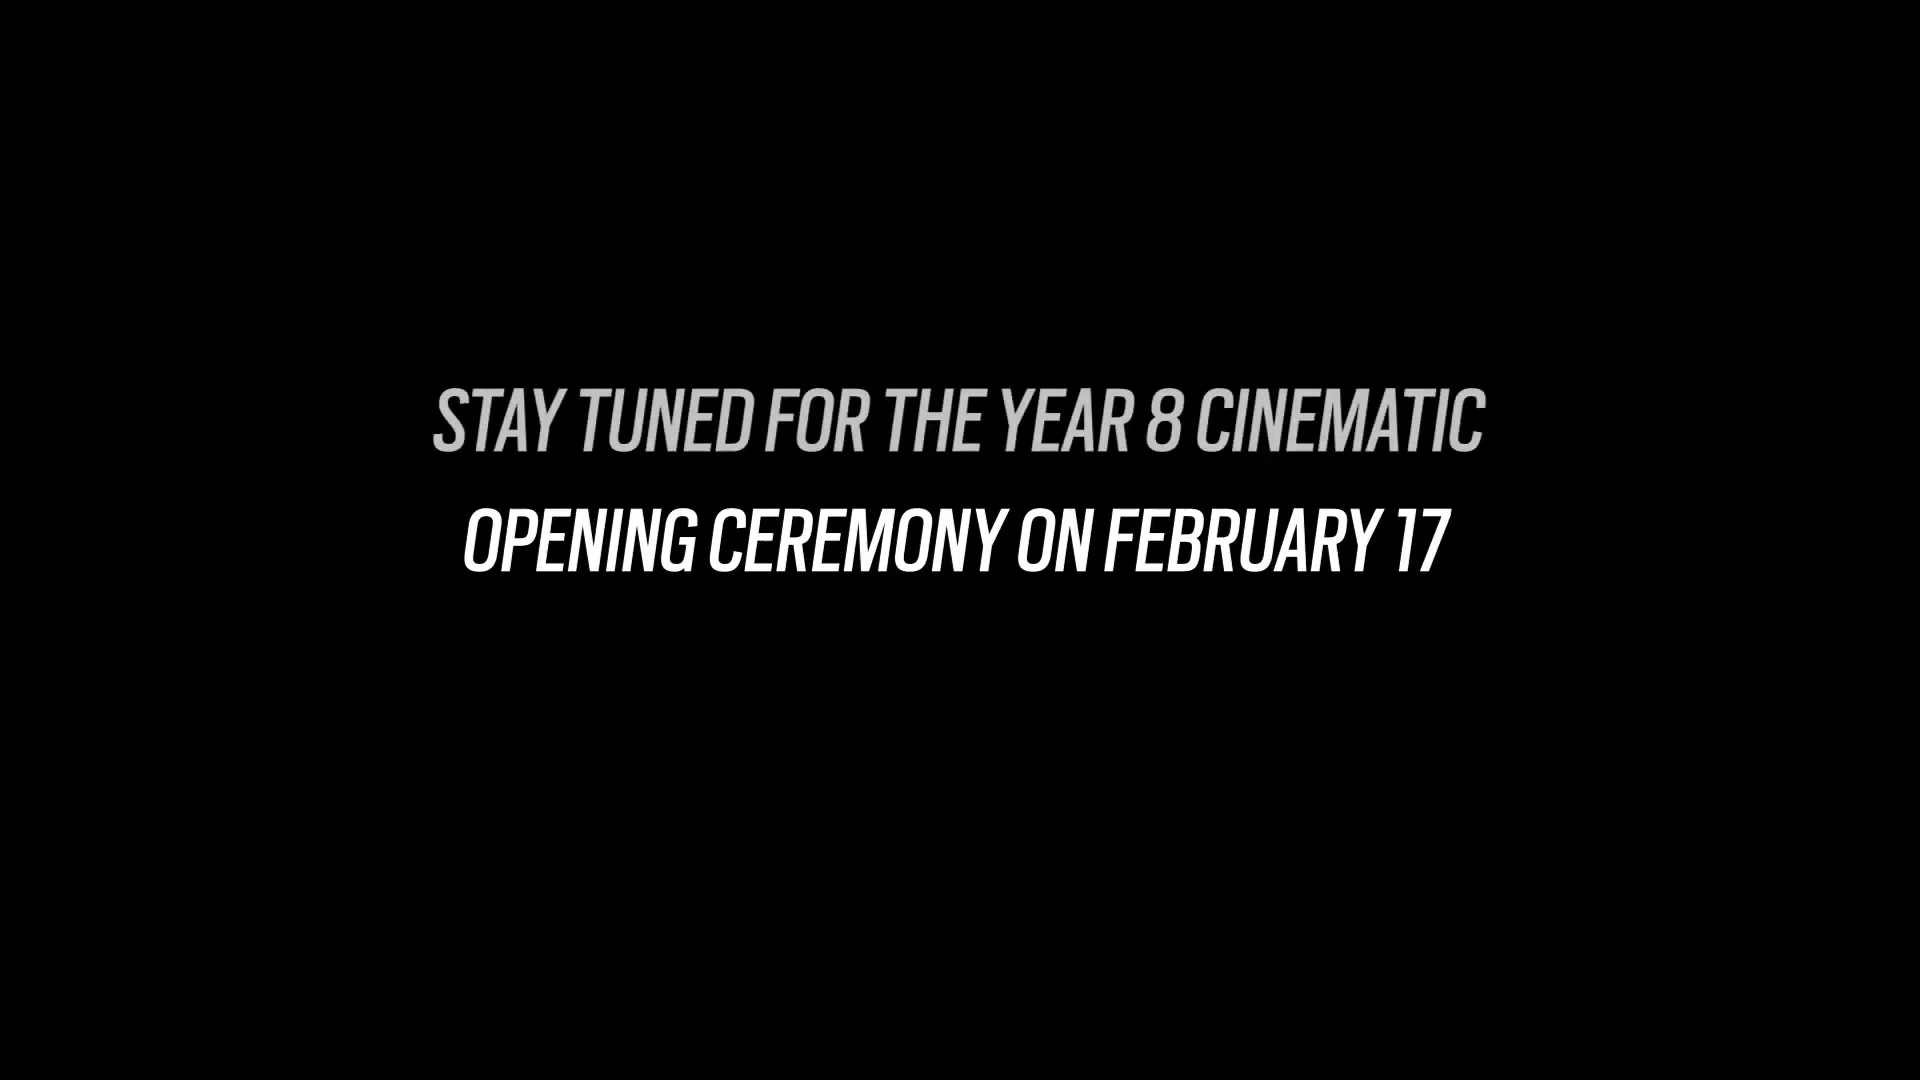 STAY TUNED FOR THE YEAR 8 CINEMATIC
OPENING CEREMONY ON FEBRUARY 17